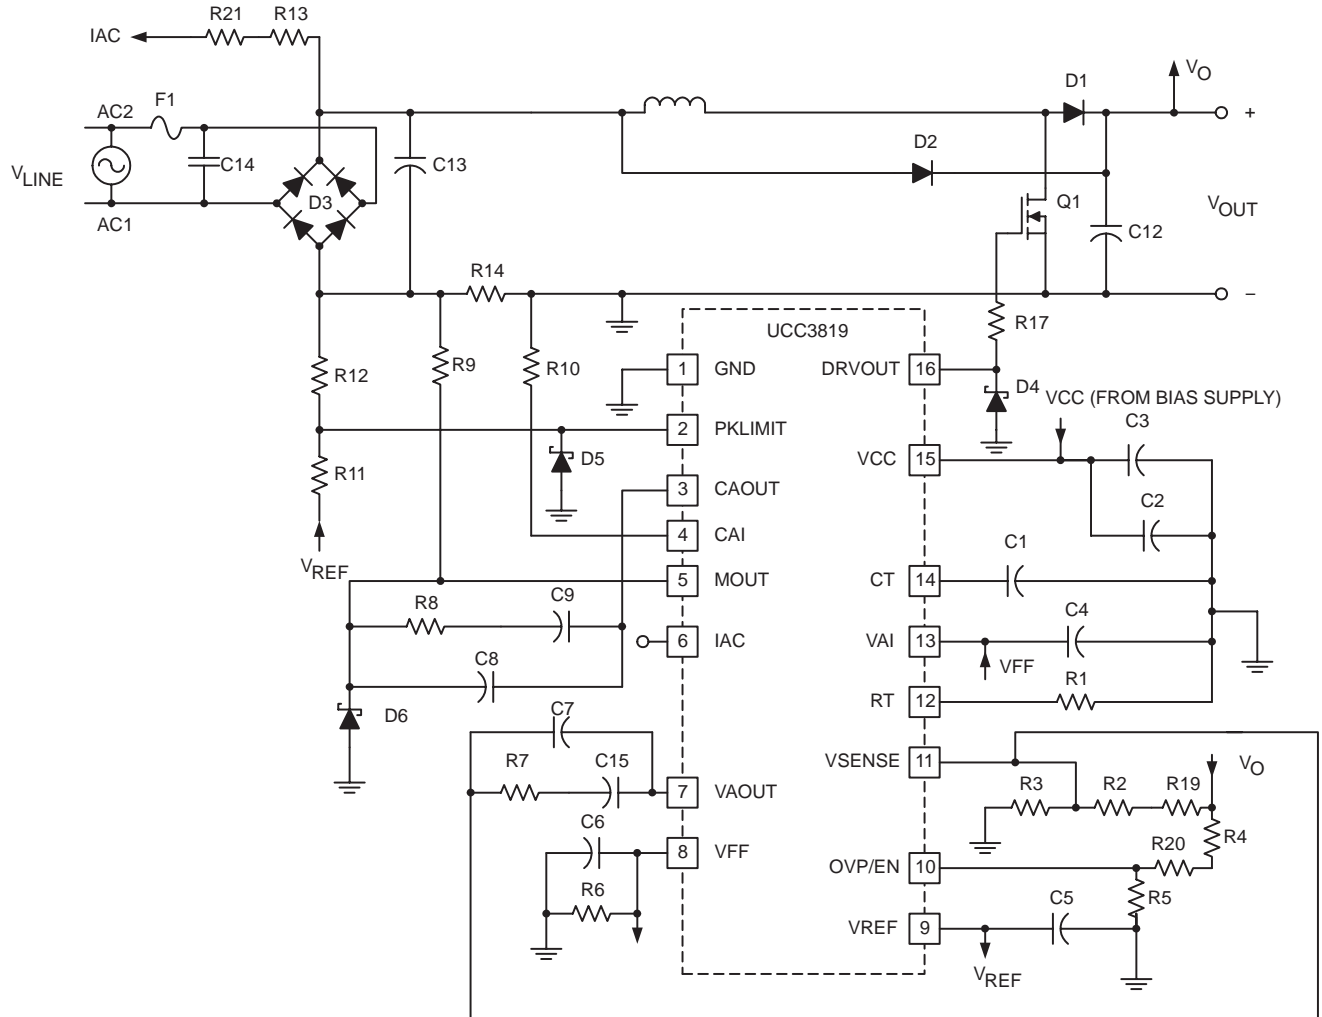 R21 R13
IAC
D1
VO
AC2 F1
+
D2
C14 C13
VLINE
D3
Q1
VOUT
AC1
C12
R14
–
UCC3819
R17
R12 R9 R10
1 GND DRVOUT 16
D4
VCC (FROM BIAS SUPPLY)
C3
2 PKLIMIT
R11 D5
VCC 15
3 CAOUT
C2
4 CAI
C1
VREF
5 MOUT CT 14
R8 C9
C4
6 IAC VAI 13
C8
VFF
R1
RT 12
D6 C7
R7 C15
VSENSE 11
VO
R3 R2 R19
7 VAOUT
C6
R4
R20
8 VFF OVP/EN 10
R6
C5 R5
VREF 9
VREF